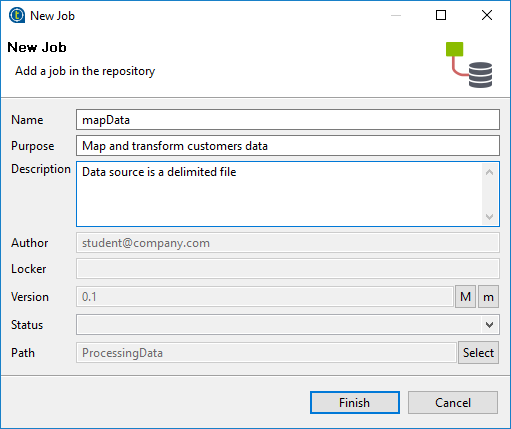 New Job
New Job
Add a job in the repository
Name mapData
Purpose Map and transform customers data
Description Data source is a delimited file
Author student@company.com
Locker
Version 0.1 M m
Status
Path ProcessingData Select
Finish Cancel